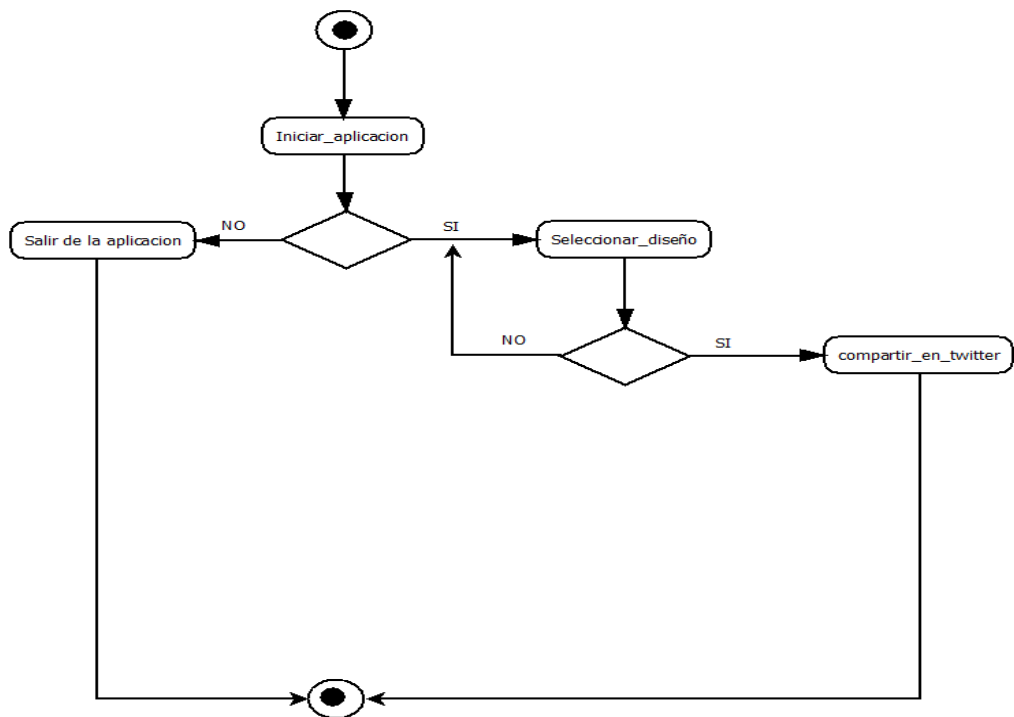 Iniciar_aplicacion
NO
SI
Salir de la aplicacion
Seleccionar_diseño
NO
SI
compartir_en_twitter